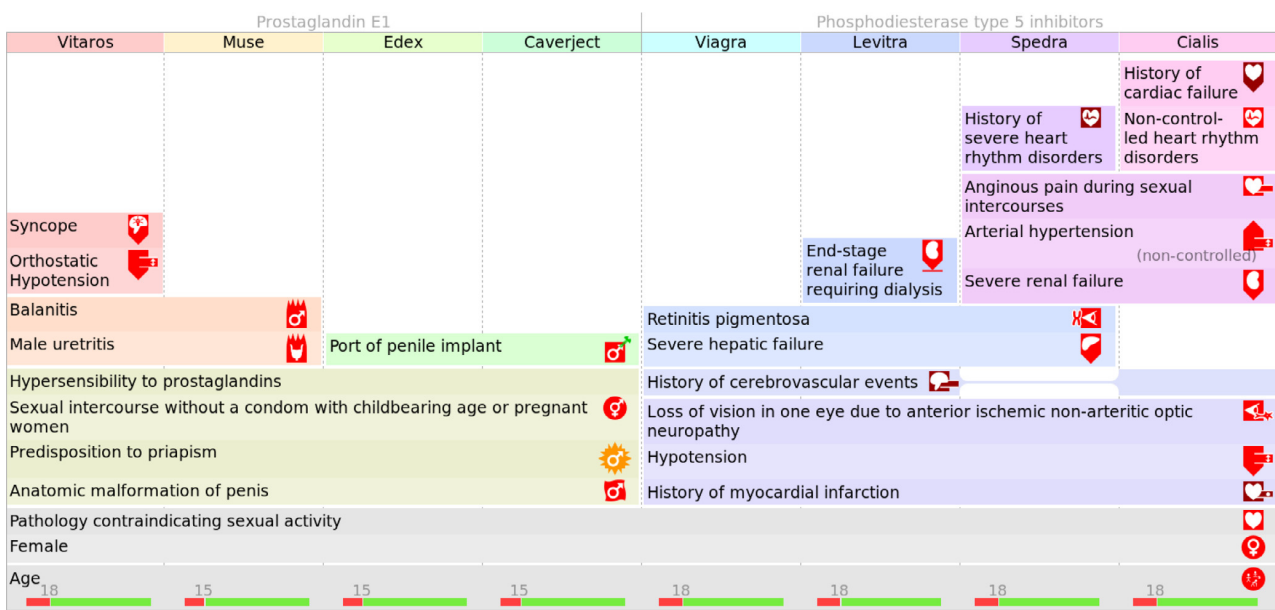 Prostaglandin E1 Phosphodiesterase type 5 inhibitors
Vitaros Muse Edex Caverject Viagra Levitra Spedra Cialis
History of
cardiac failure
History of
severe heart
rhythm disorders
Non-control-
led heart rhythm
disorders
Anginous pain during sexual
intercourses
Syncope
Arterial hypertension
(non-controlled)
Orthostatic
Hypotension
End-stage
renal failure
requiring dialysis
Severe renal failure
Balanitis
Retinitis pigmentosa
Male uretritis
Port of penile implant
Severe hepatic failure
Hypersensibility to prostaglandins
History of cerebrovascular events
Sexual intercourse without a condom with childbearing age or pregnant
women
Loss of vision in one eye due to anterior ischemic non-arteritic optic
neuropathy
Predisposition to priapism
Hypotension
Anatomic malformation of penis
History of myocardial infarction
Pathology contraindicating sexual activity
Female
Age
18 15 15 15 18 18 18 18